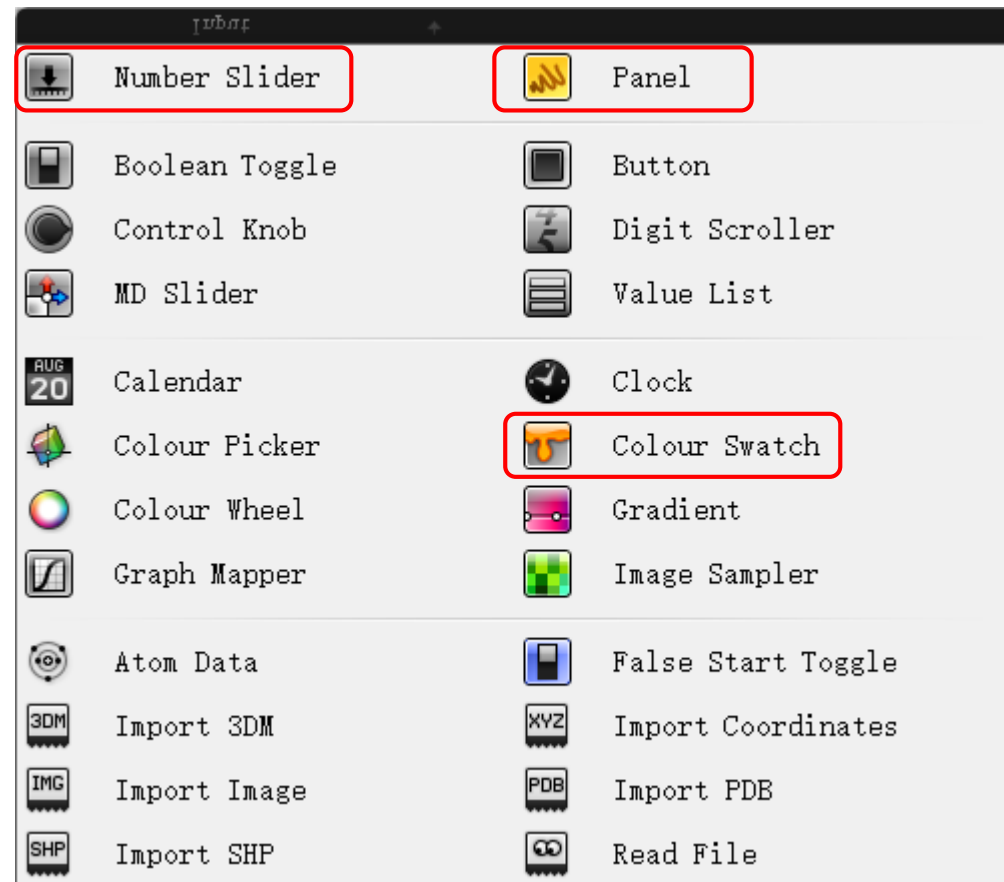 Input
Number Slider Panel
Boolean Toggle Button
Control Knob Digit Scroller
MD Slider Value List
AUG
20 Calendar Clock
Colour Picker Colour Swatch
Colour Wheel Gradient
Graph Mapper Image Sampler
Atom Data False Start Toggle
3DM Import 3DM XYZ Import Coordinates
IMG Import Image PDB Import PDB
SHP Import SHP Read File